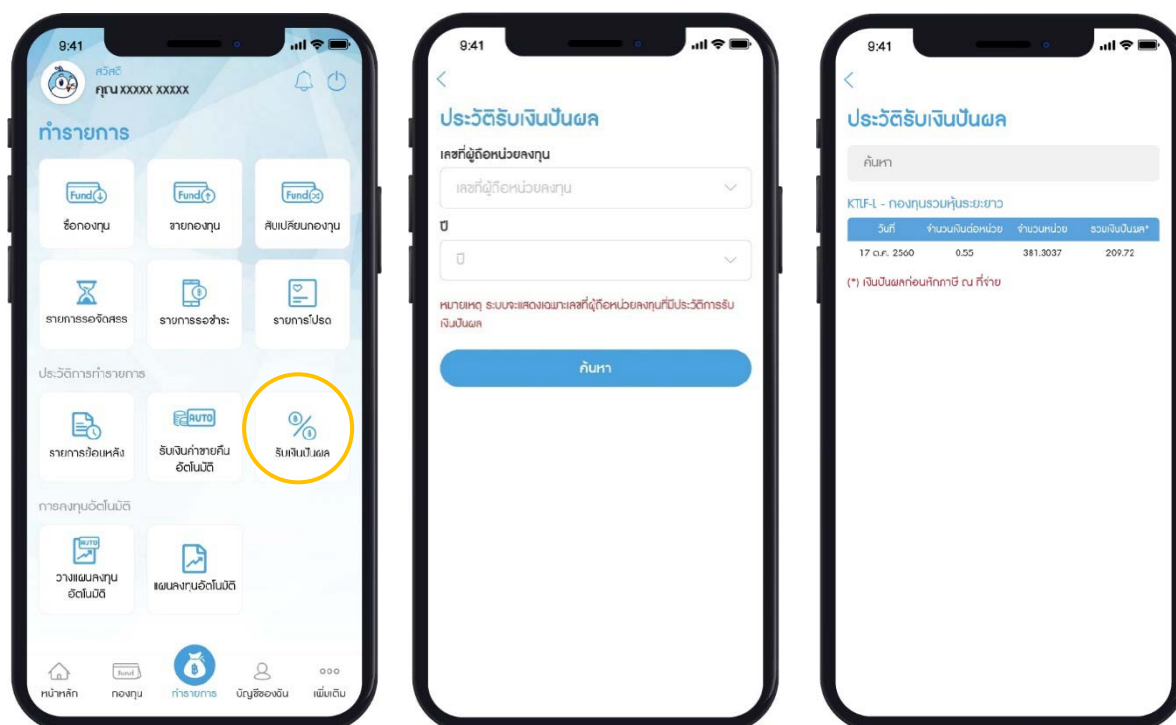 9:41
สวัสดี
คุณ xxxxx xxxxx
ทำรายการ
Fund Fund Fund
ซื้อกองทุน ขายกองทุน สับเปลี่ยนกองทุน
รายการรอจัดสรร รายการรอชำระ รายการโปรด
ประวัติการทำรายการ
AUTO
รายการย้อนหลัง รับเงินค่าขายคืน รับเงินปันผล
อัตโนมัติ
การลงทุนอัตโนมัติ
AUTO
วางแผนลงทุน แผนลงทุนอัตโนมัติ
อัตโนมัติ
Fund
หน้าหลัก กองทุน ทำรายการ บัญชีของฉัน เพิ่มเติม
9:41
ประวัติรับเงินปันผล
เลขที่ผู้ถือหน่วยลงทุน
เลขที่ผู้ถือหน่วยลงทุน
ปี
ปี
หมายเหตุ ระบบจะแสดงเฉพาะเลขที่ผู้ถือหน่วยลงทุนที่มีประวัติการรับ
เงินปันผล
ค้นหา
9:41
ประวัติรับเงินปันผล
ค้นหา
KTLF-L - กองทุนรวมหุ้นระยะยาว
วันที่ จำนวนเงินต่อหน่วย จำนวนหน่วย รวมเงินปันผล*
17 ต.ค. 2560 0.55 381.3037 209.72
(*) เงินปันผลก่อนหักภาษี ณ ที่จ่าย